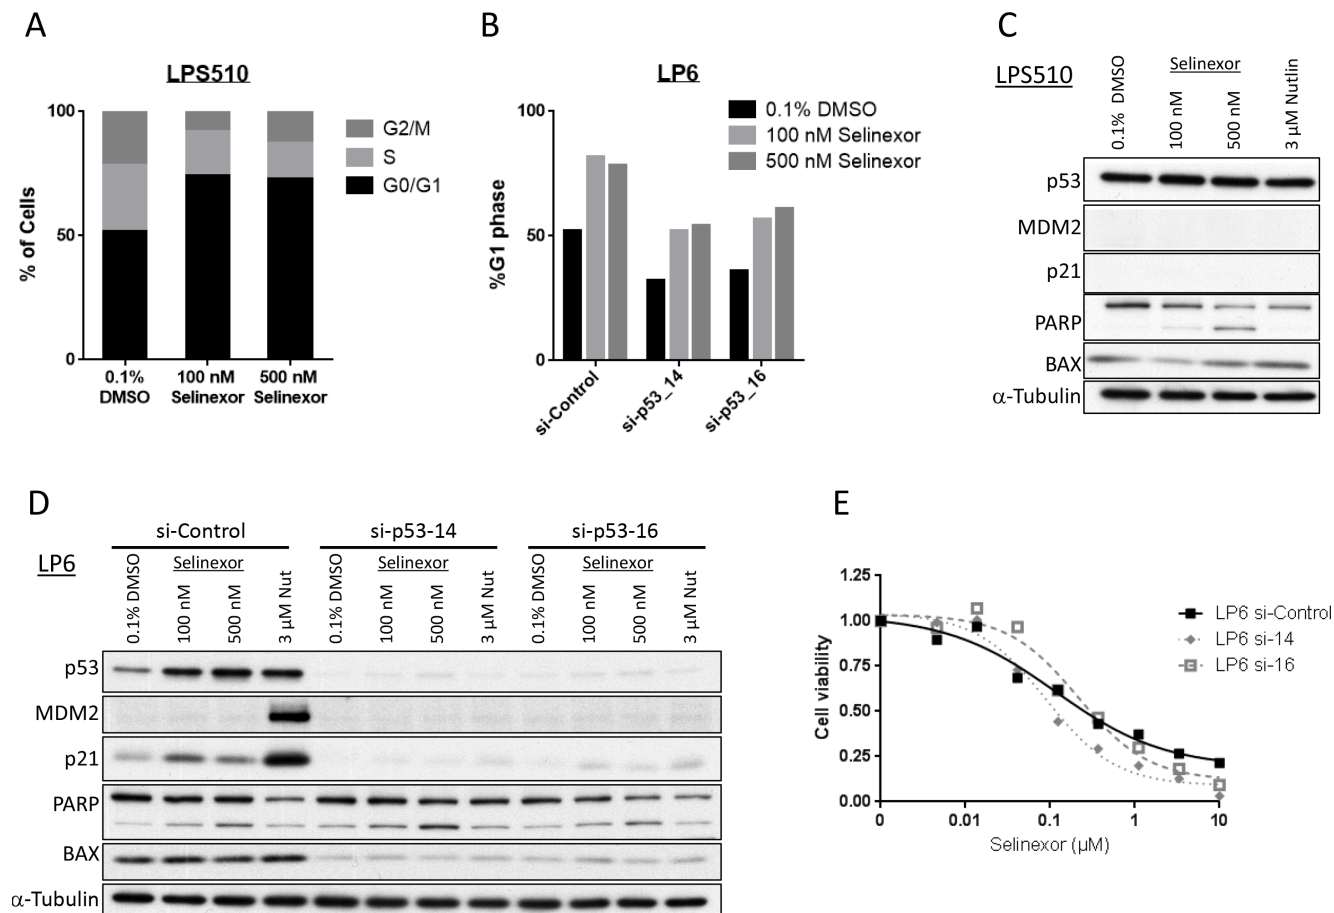 A
LPS510
100
50
0
% of Cells
G2/M
S
G0/G1
0.1% DMSO
100 nM Selinexor
500 nM Selinexor
B
LP6
100
50
0
%G1 phase
0.1% DMSO
100 nM Selinexor
500 nM Selinexor
si-Control
si-p53_14
si-p53_16
C
LPS510
0.1% DMSO
Selinexor
100 nM
500 nM
3 µM Nutlin
p53
MDM2
p21
PARP
BAX
α-Tubulin
D
LP6
si-Control
si-p53-14
si-p53-16
0.1% DMSO
Selinexor
100 nM
500 nM
3 µM Nut
0.1% DMSO
Selinexor
100 nM
500 nM
3 µM Nut
0.1% DMSO
Selinexor
100 nM
500 nM
3 µM Nut
p53
MDM2
p21
PARP
BAX
α-Tubulin
E
1.25
1.00
0.75
0.50
0.25
0.00
Cell viability
0
0.01
0.1
1
10
Selinexor (µM)
LP6 si-Control
LP6 si-14
LP6 si-16